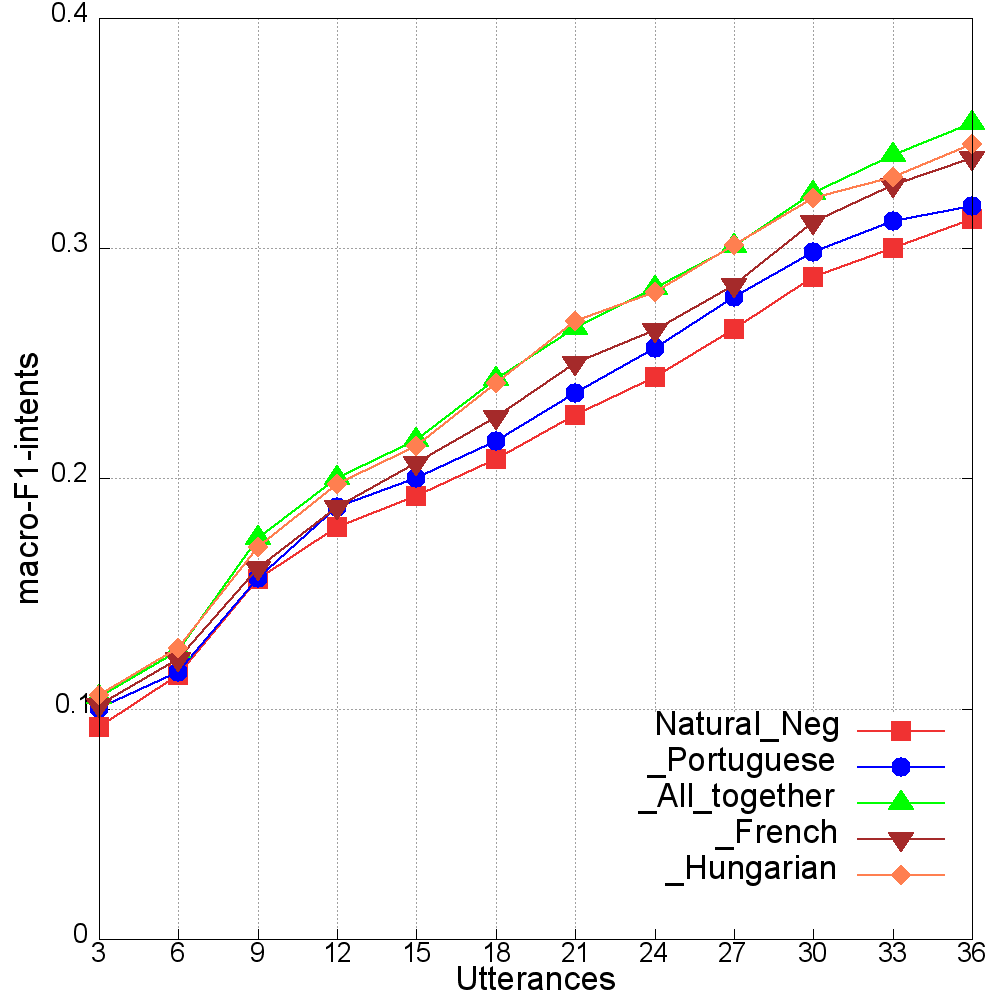 0.4
0.3
0.2
0.1
0
macro-F1-intents
Natural_Neg
_Portuguese
_All_together
_French
_Hungarian
3 6 9 12 15 18 21 24 27 30 33 36
Utterances